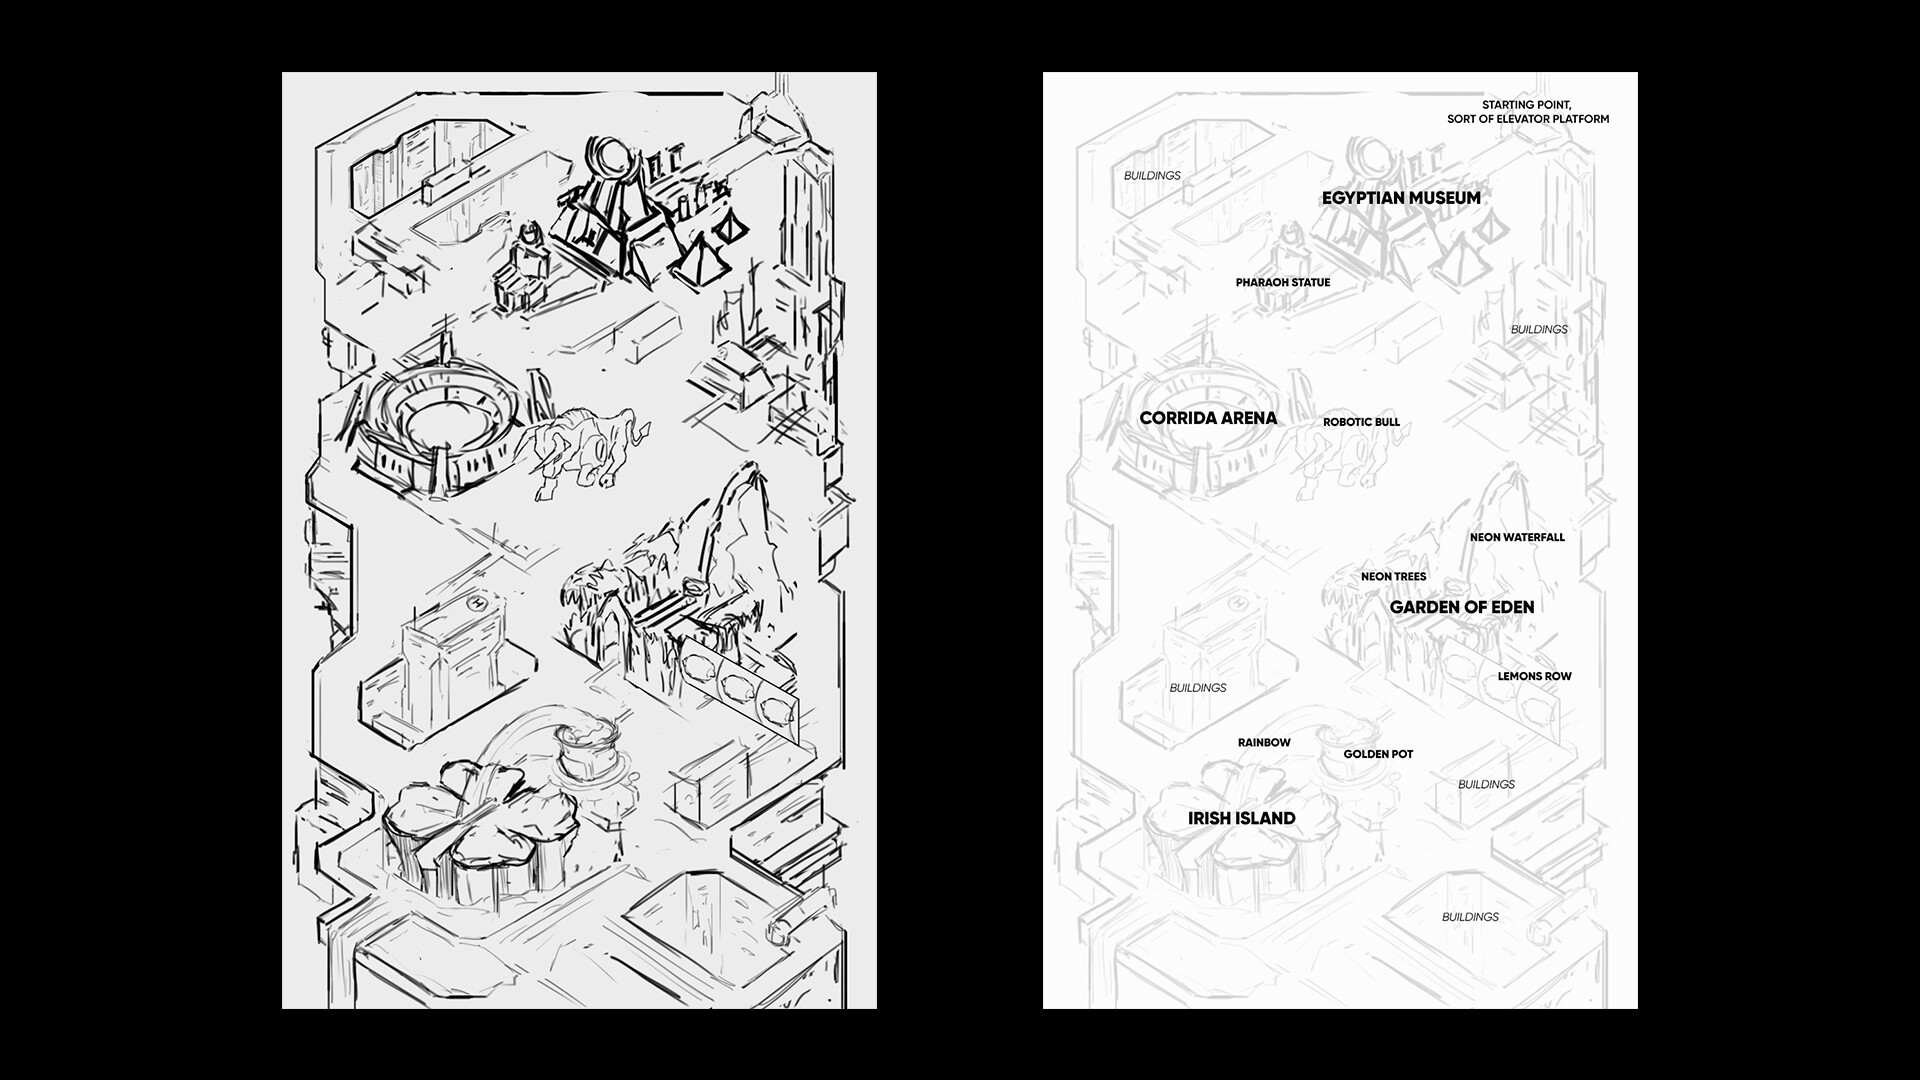 STARTING POINT,
SORT OF ELEVATOR PLATFORM
BUILDINGS
EGYPTIAN MUSEUM
PHARAOH STATUE
BUILDINGS
CORRIDA ARENA
ROBOTIC BULL
NEON WATERFALL
NEON TREES
GARDEN OF EDEN
H
LEMONS ROW
BUILDINGS
RAINBOW
GOLDEN POT
BUILDINGS
IRISH ISLAND
BUILDINGS